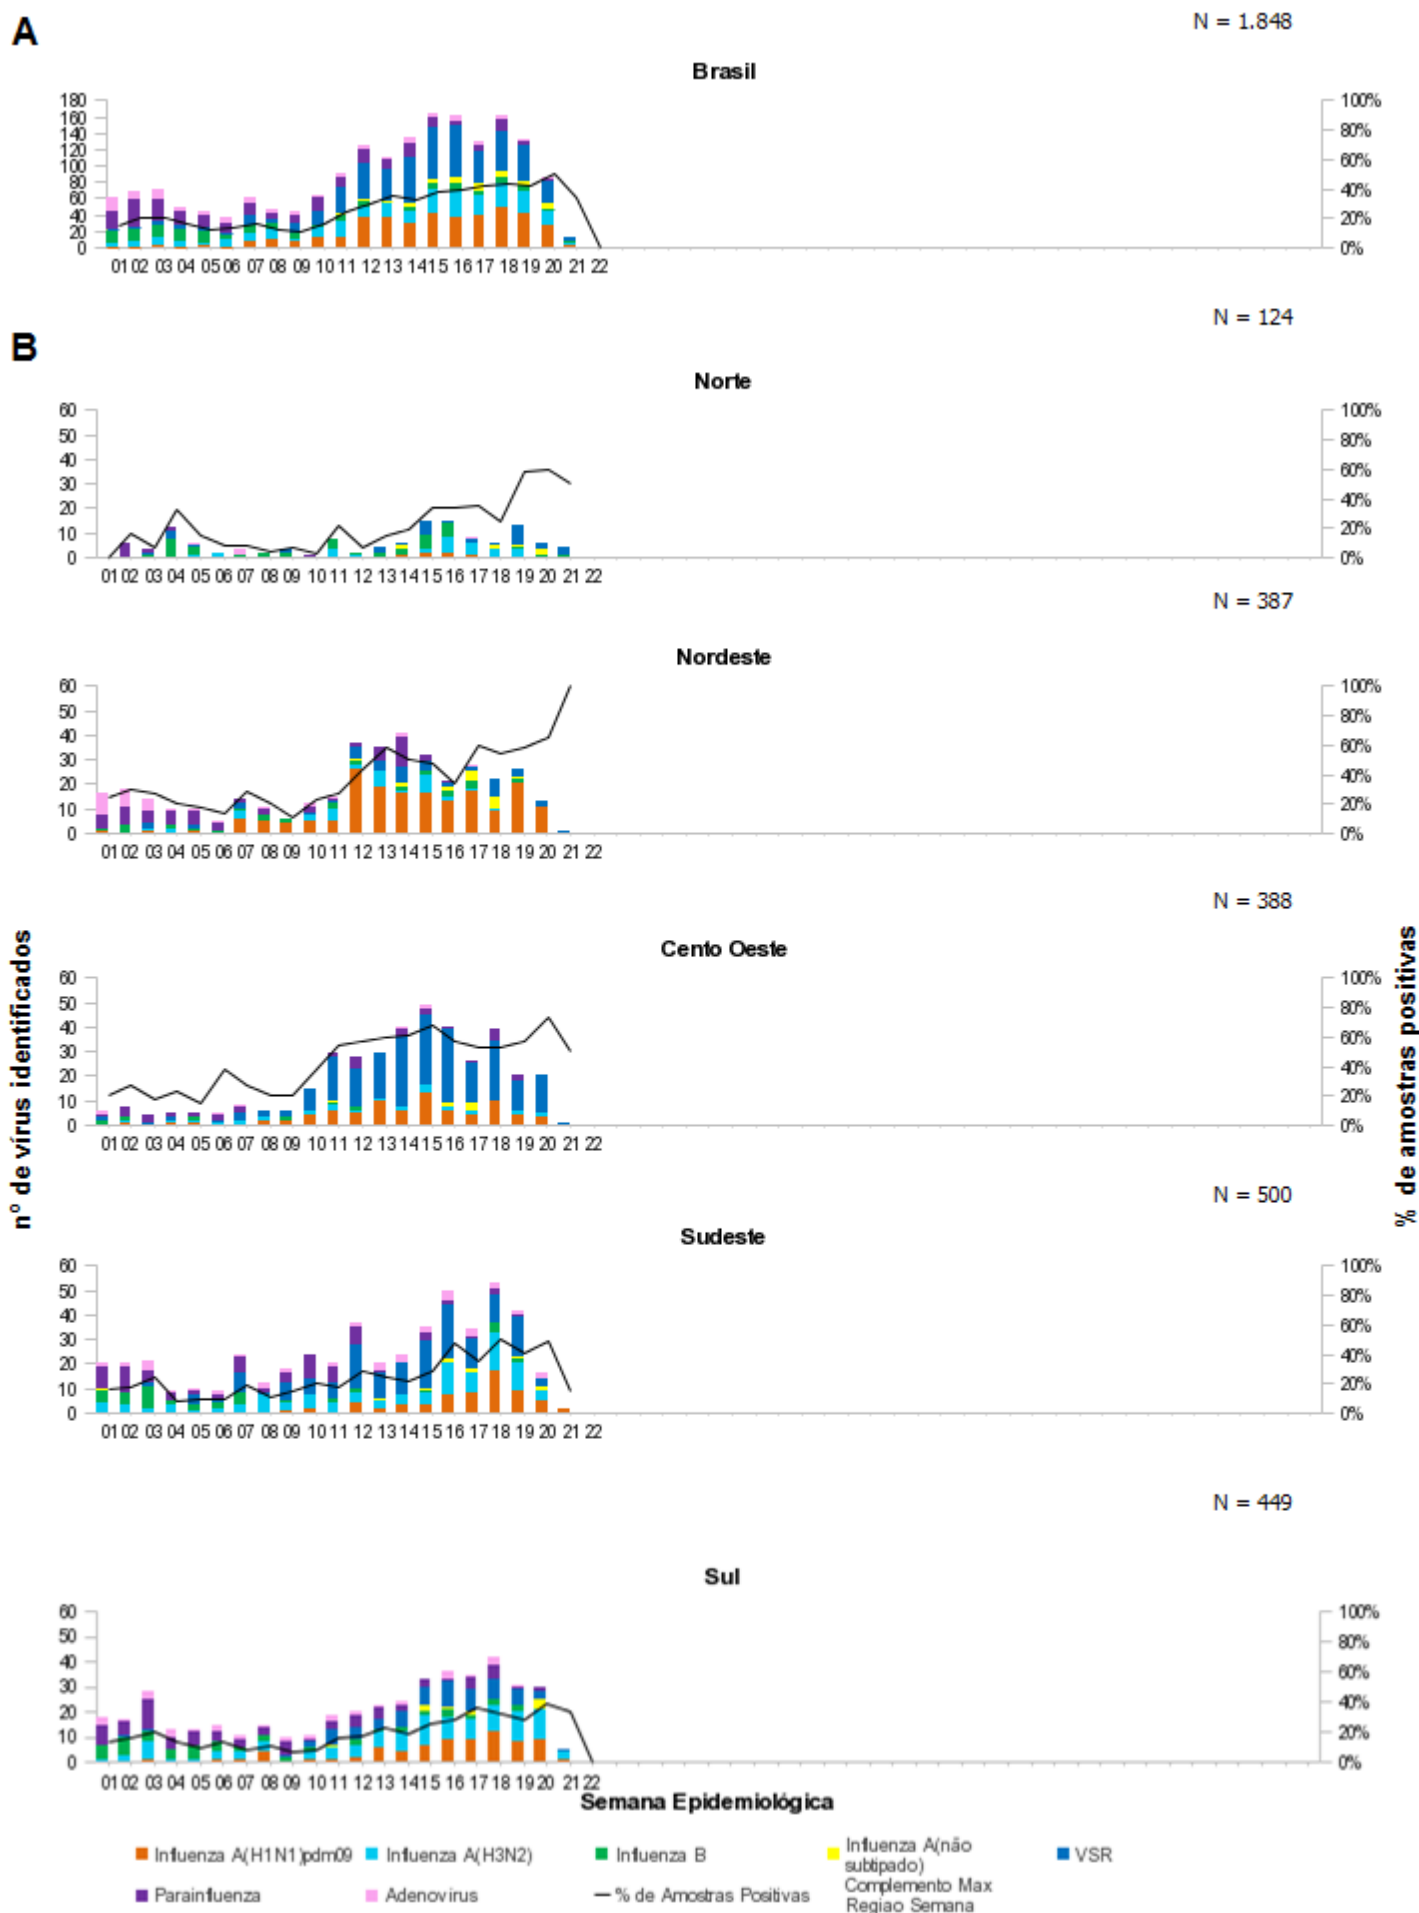 A
N = 1.848
Brasil
180
160
140
120
100
80
60
40
20
0
100%
80%
60%
40%
20%
0%
01 02 03 04 05 06 07 08 09 10 11 12 13 14 15 16 17 18 19 20 21 22
N = 124
B
Norte
60
50
40
30
20
10
0
100%
80%
60%
40%
20%
0%
01 02 03 04 05 06 07 08 09 10 11 12 13 14 15 16 17 18 19 20 21 22
N = 387
Nordeste
60
50
40
30
20
10
0
100%
80%
60%
40%
20%
0%
01 02 03 04 05 06 07 08 09 10 11 12 13 14 15 16 17 18 19 20 21 22
N = 388
Cento Oeste
60
50
40
30
20
10
0
100%
80%
60%
40%
20%
0%
01 02 03 04 05 06 07 08 09 10 11 12 13 14 15 16 17 18 19 20 21 22
nº de vírus identificados
% de amostras positivas
N = 500
Sudeste
60
50
40
30
20
10
0
100%
80%
60%
40%
20%
0%
01 02 03 04 05 06 07 08 09 10 11 12 13 14 15 16 17 18 19 20 21 22
N = 449
Sul
60
50
40
30
20
10
0
100%
80%
60%
40%
20%
0%
01 02 03 04 05 06 07 08 09 10 11 12 13 14 15 16 17 18 19 20 21 22
Semana Epidemiológica
Influenza A(H1N1)pdm09
Influenza A(H3N2)
Influenza B
Influenza A(não
subtipado)
VSR
Parainfluenza
Adenovírus
% de Amostras Positivas
Complemento Max
Regiao Semana